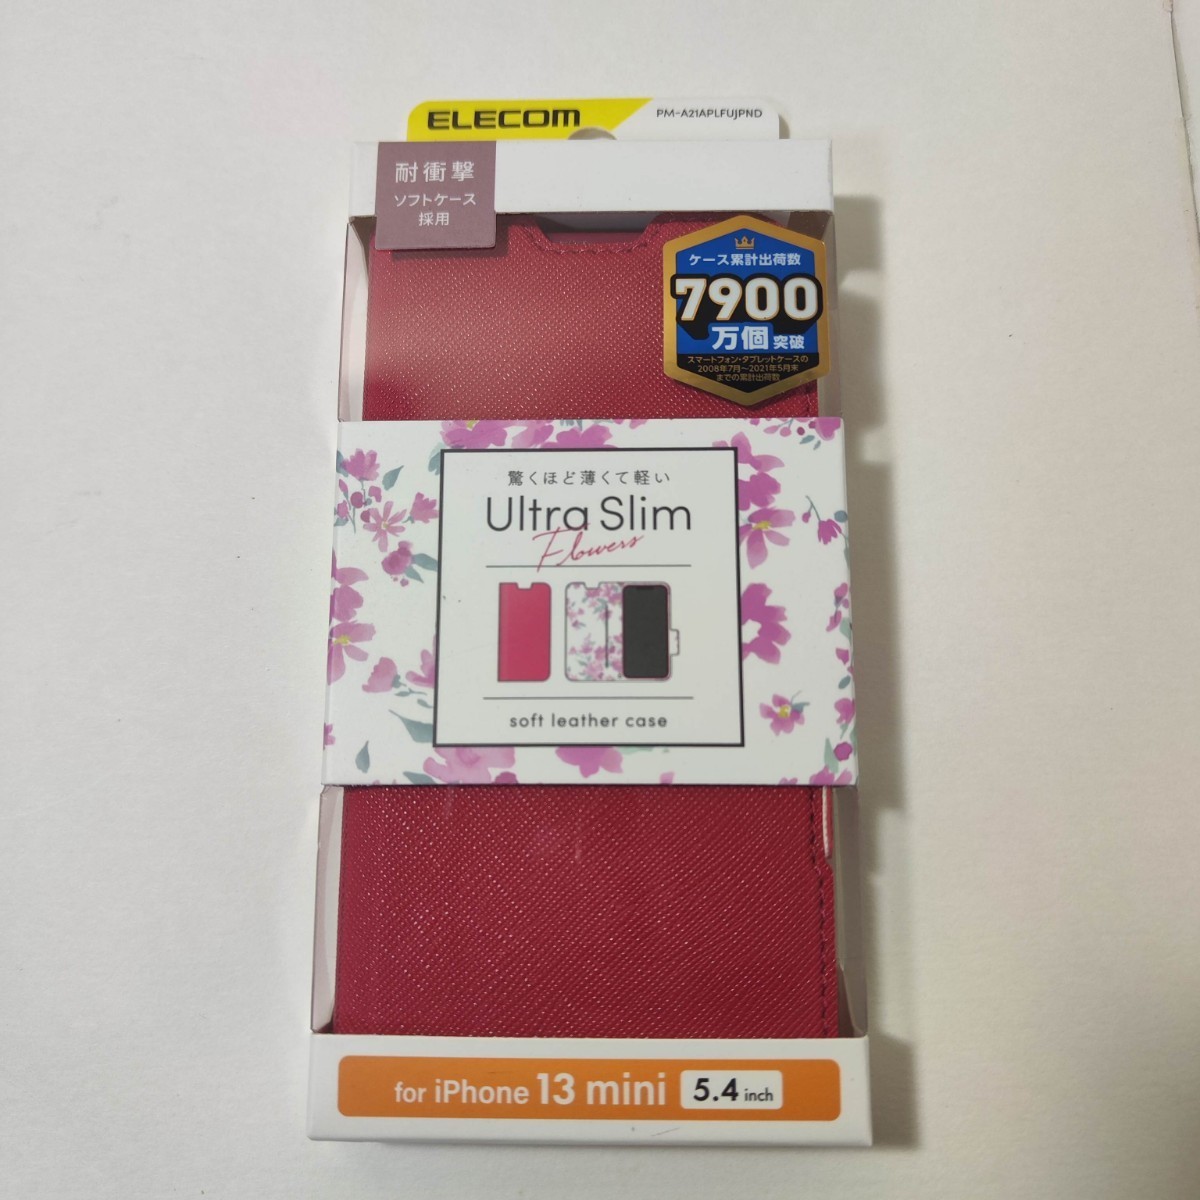 ELECOM
PM-A21APLFUJPND
耐衝撃
ソフトケース
採用
ケース累計出荷数
7900
万個突破
スマートフォン・タブレットケースの
2008年7月～2021年5月末
までの累計出荷数
驚くほど薄くて軽い
Ultra Slim
Flowers
soft leather case
for iPhone 13 mini 5.4 inch